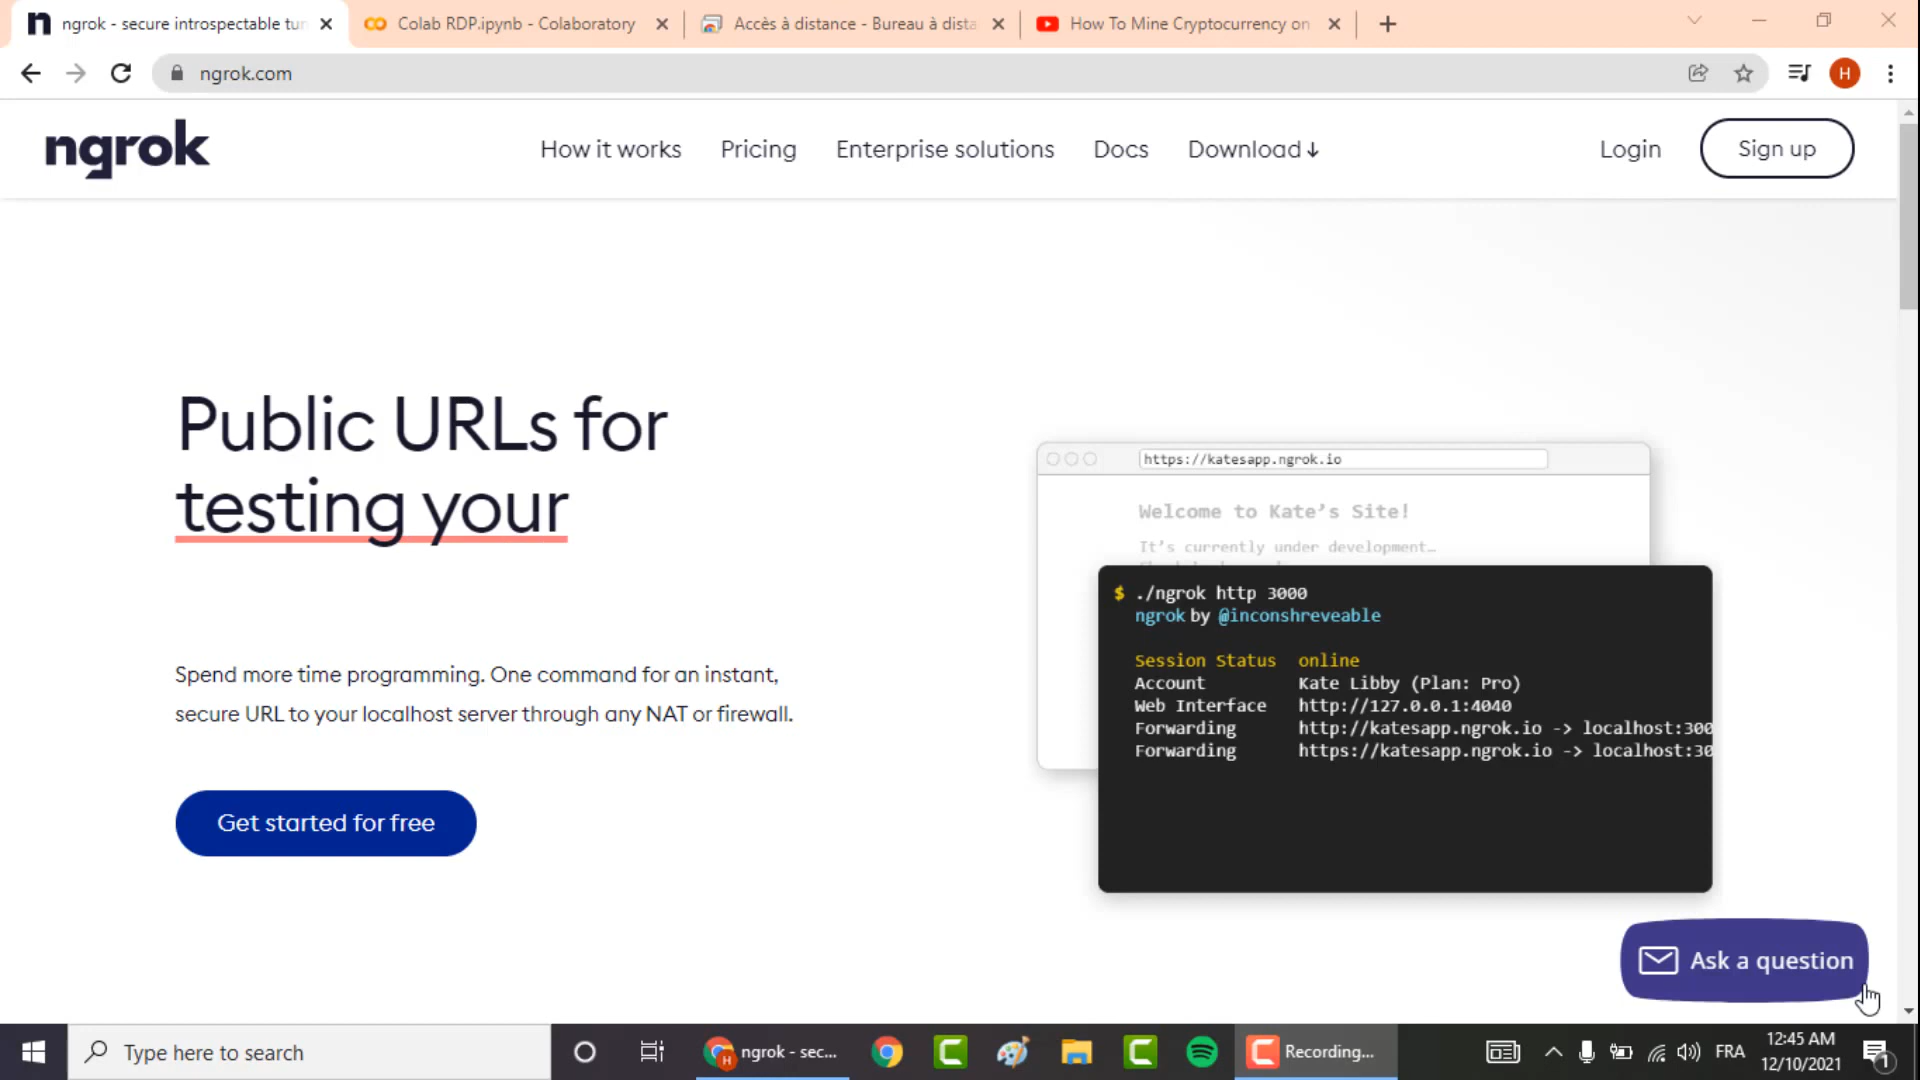 ngrok - secure introspectable tun
Colab RDP.ipynb - Colaboratory
Accès à distance - Bureau à dista
How To Mine Cryptocurrency on
ngrok.com
H
ngrok
How it works
Pricing
Enterprise solutions
Docs
Download↓
Login
Sign up
Public URLs for
testing your
Spend more time programming. One command for an instant,
secure URL to your localhost server through any NAT or firewall.
Get started for free
https://katesapp.ngrok.io
Welcome to Kate's Site!
It's currently under development…
$ ./ngrok http 3000
ngrok by @inconshreveable
Session Status online
Account Kate Libby (Plan: Pro)
Web Interface http://127.0.0.1:4040
Forwarding http://katesapp.ngrok.io -> localhost:300
Forwarding https://katesapp.ngrok.io -> localhost:30
Ask a question
Type here to search
ngrok - sec...
Recording...
FRA
12:45 AM
12/10/2021
1